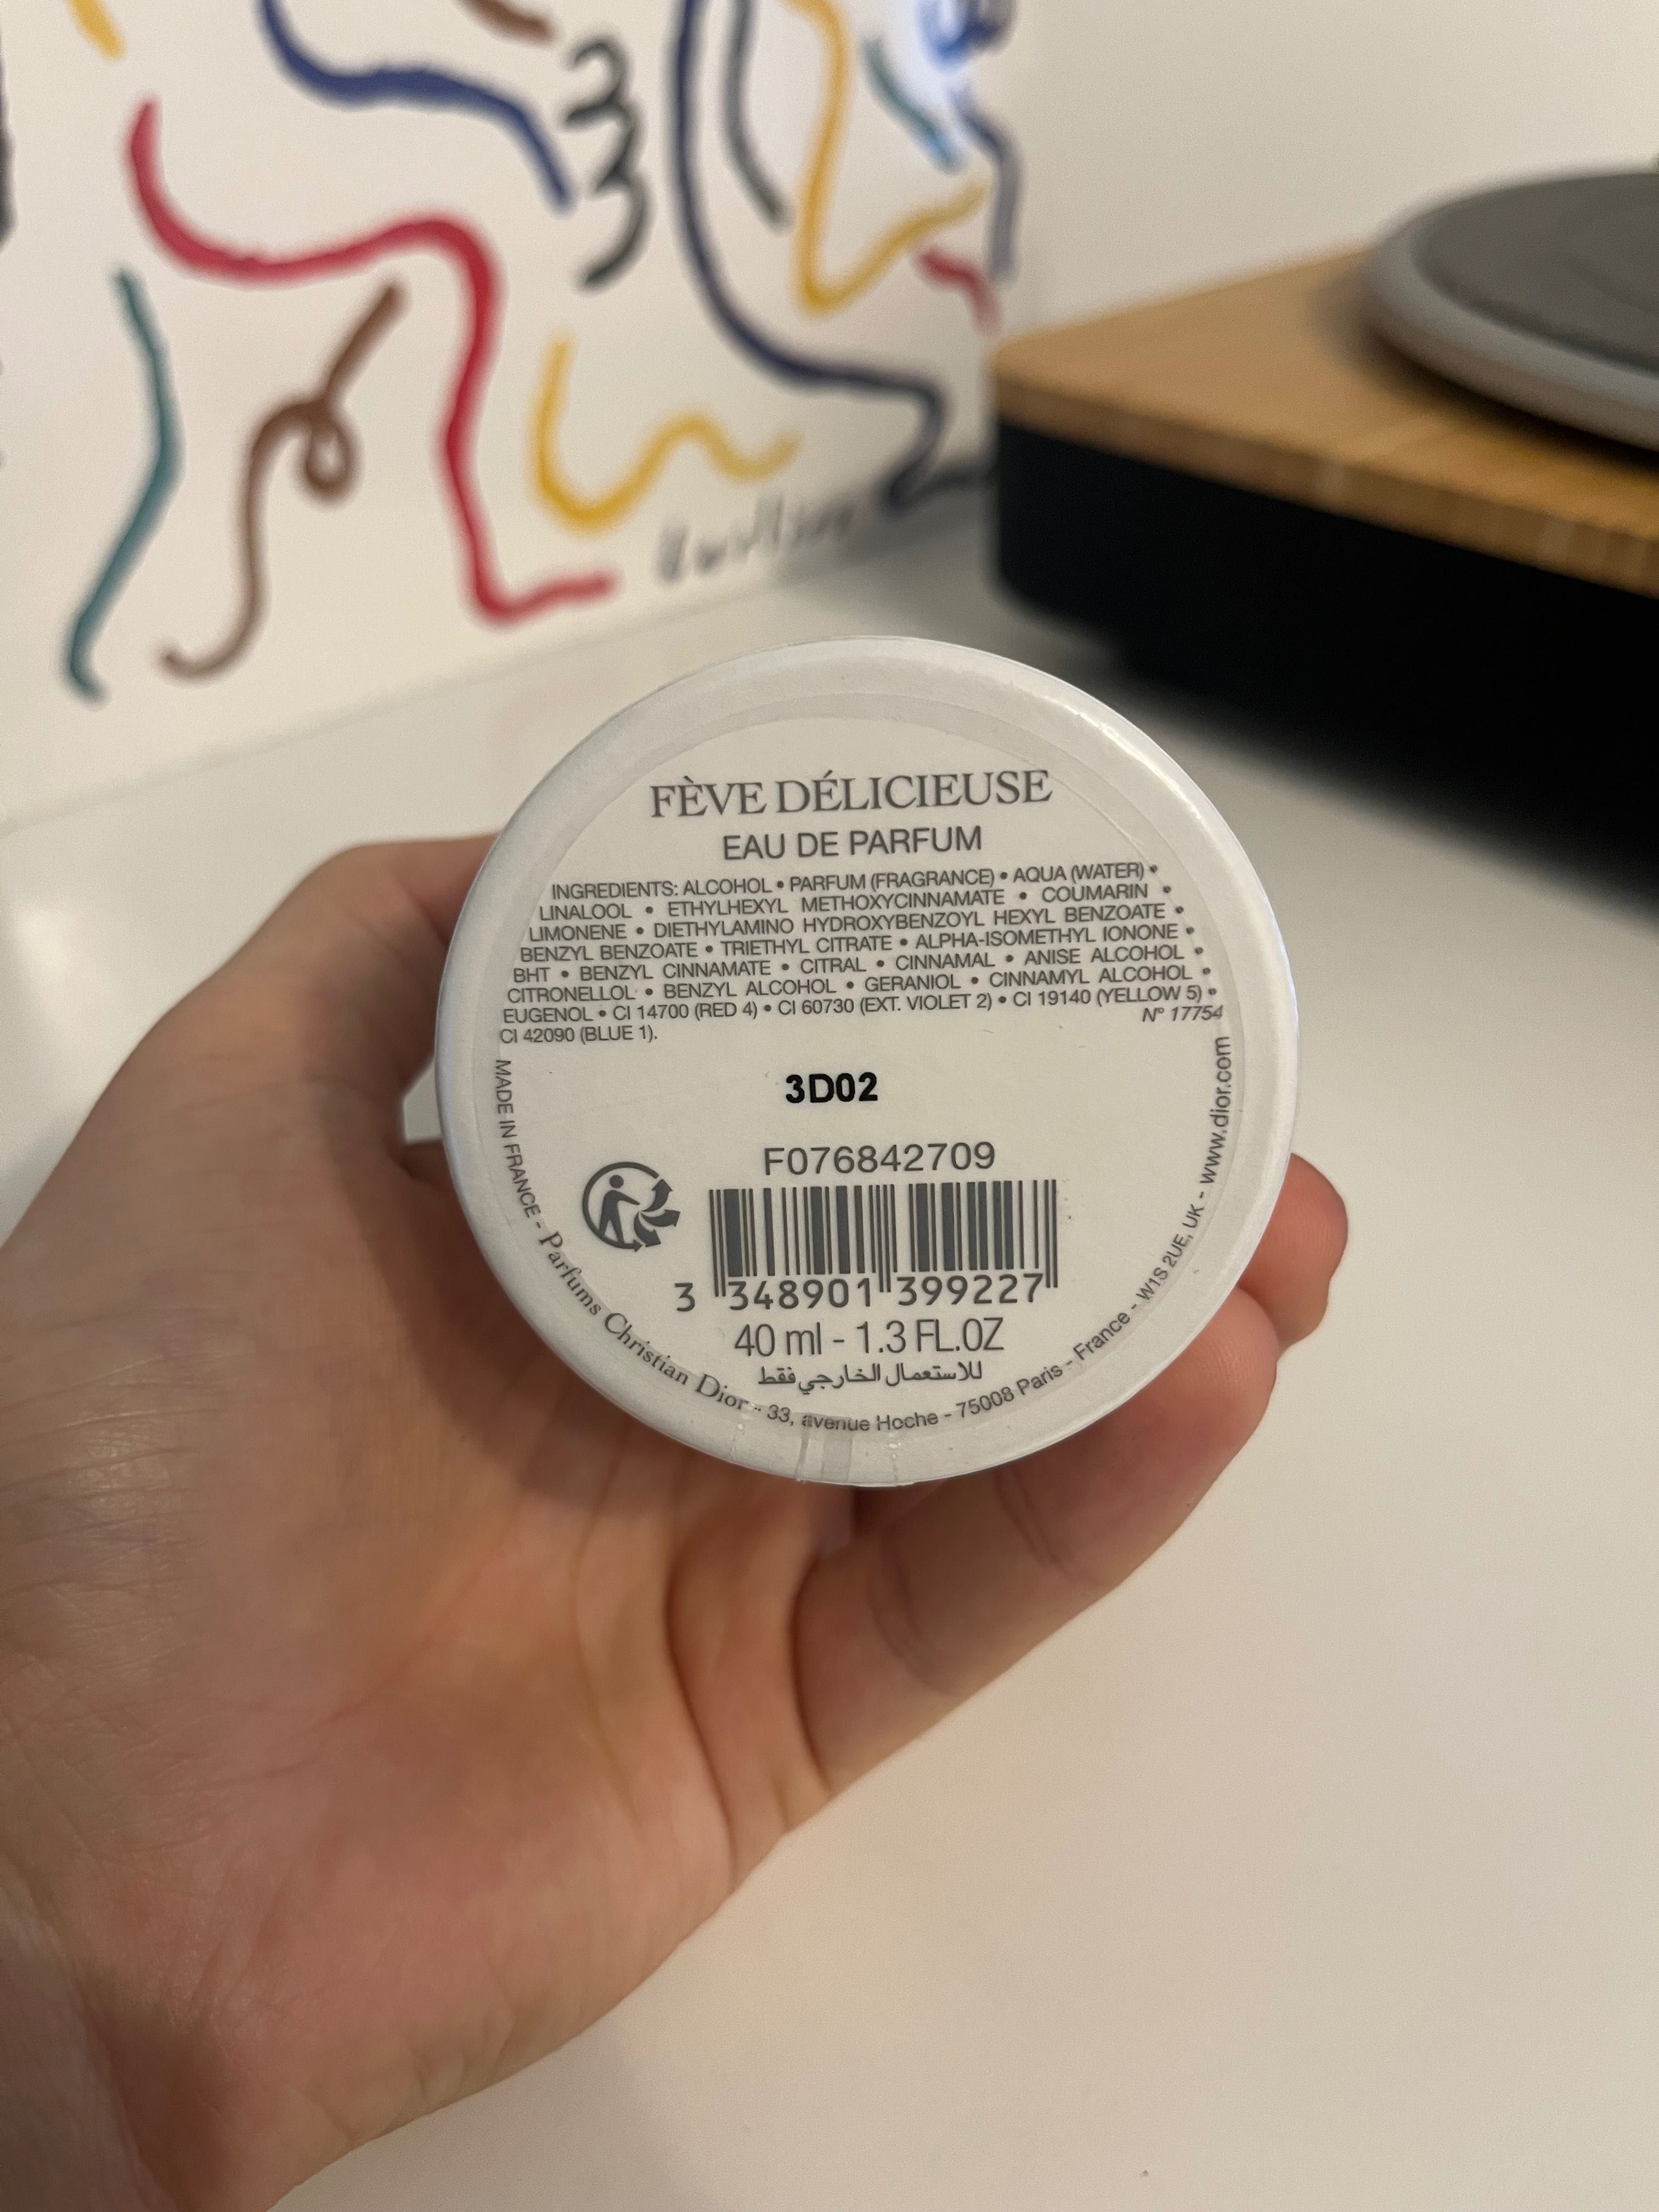 FÈVE DÉLICIEUSE
EAU DE PARFUM
INGREDIENTS: ALCOHOL • PARFUM (FRAGRANCE) • AQUA (WATER) •
LINALOOL • ETHYLHEXYL METHOXYCINNAMATE • COUMARIN •
LIMONENE • DIETHYLAMINO HYDROXYBENZOYL HEXYL BENZOATE •
BENZYL BENZOATE • TRIETHYL CITRATE • ALPHA-ISOMETHYL IONONE •
BHT • BENZYL CINNAMATE • CITRAL • CINNAMAL • ANISE ALCOHOL •
CITRONELLOL • BENZYL ALCOHOL • GERANIOL • CINNAMYL ALCOHOL •
EUGENOL • CI 14700 (RED 4) • CI 60730 (EXT. VIOLET 2) • CI 19140 (YELLOW 5) •
CI 42090 (BLUE 1).
N° 17754
3D02
F076842709
3 348901 399227
40 ml - 1.3 FL.OZ
للاستعمال الخارجي فقط
MADE IN FRANCE - Parfums Christian Dior - 33, avenue Hoche - 75008 Paris - France - W1S 2UE, UK - www.dior.com